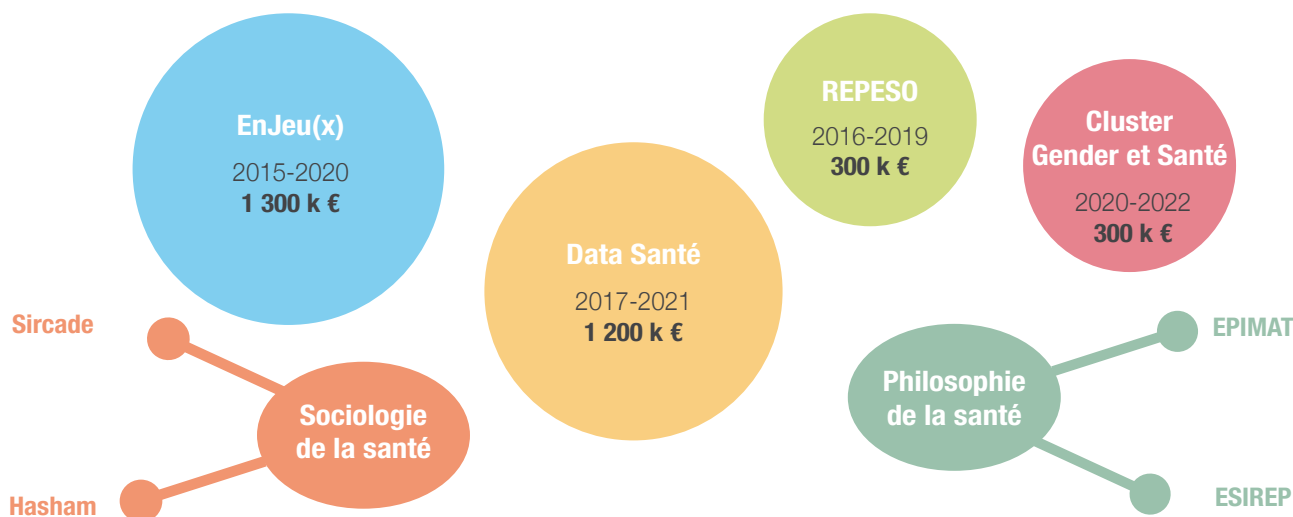 EnJeu(x)
2015-2020
1 300 k €
Data Santé
2017-2021
1 200 k €
REPESO
2016-2019
300 k €
Cluster
Gender et Santé
2020-2022
300 k €
Sircade
Sociologie
de la santé
Hasham
Philosophie
de la santé
EPIMAT
ESIREP